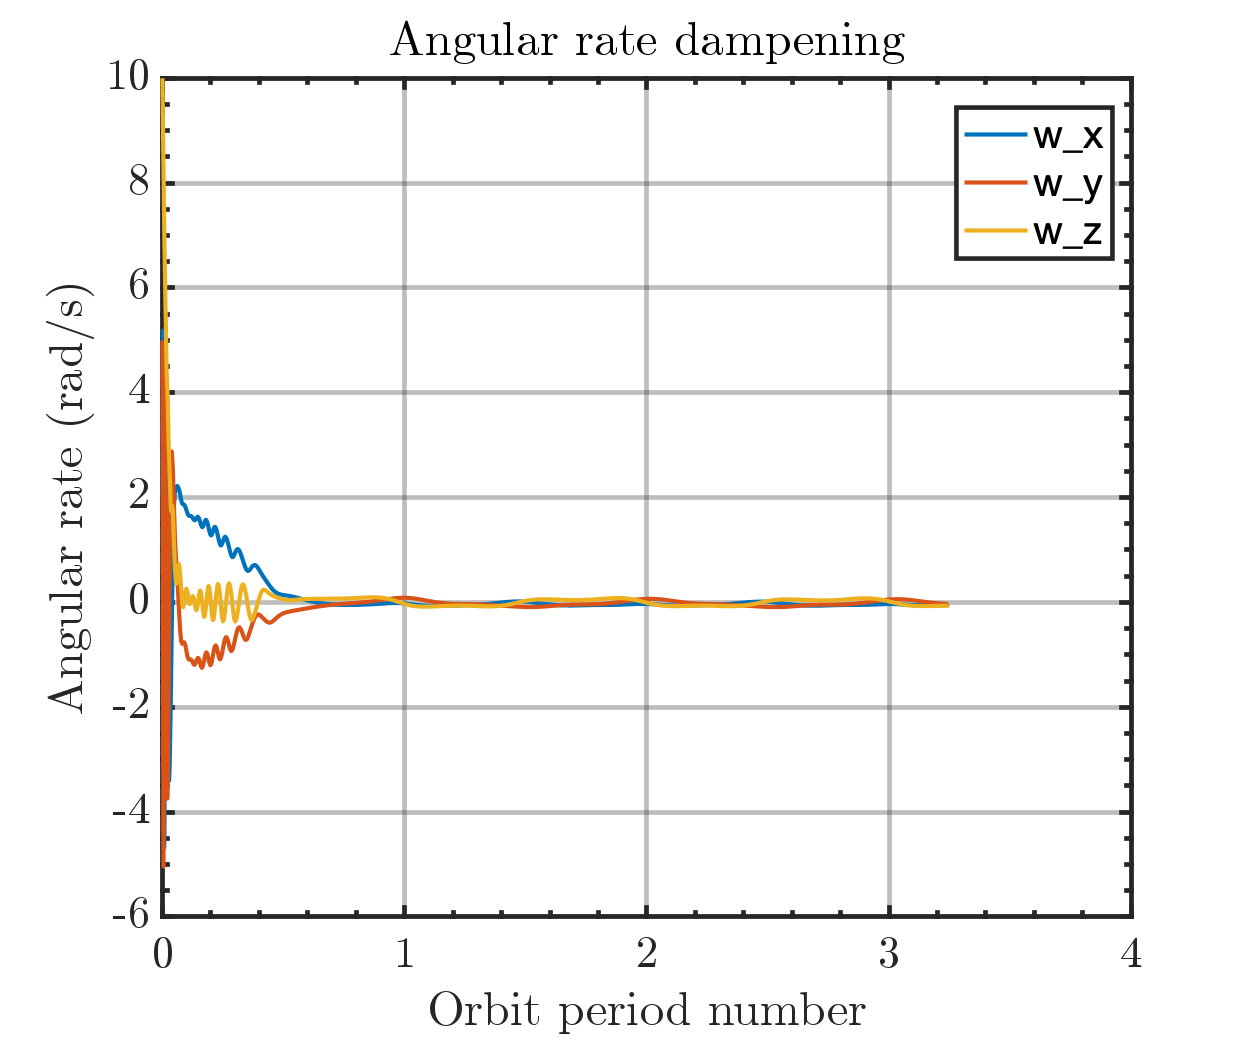 Angular rate dampening
10
8
6
4
2
0
-2
-4
-6
Angular rate (rad/s)
w_x
w_y
w_z
0 1 2 3 4
Orbit period number